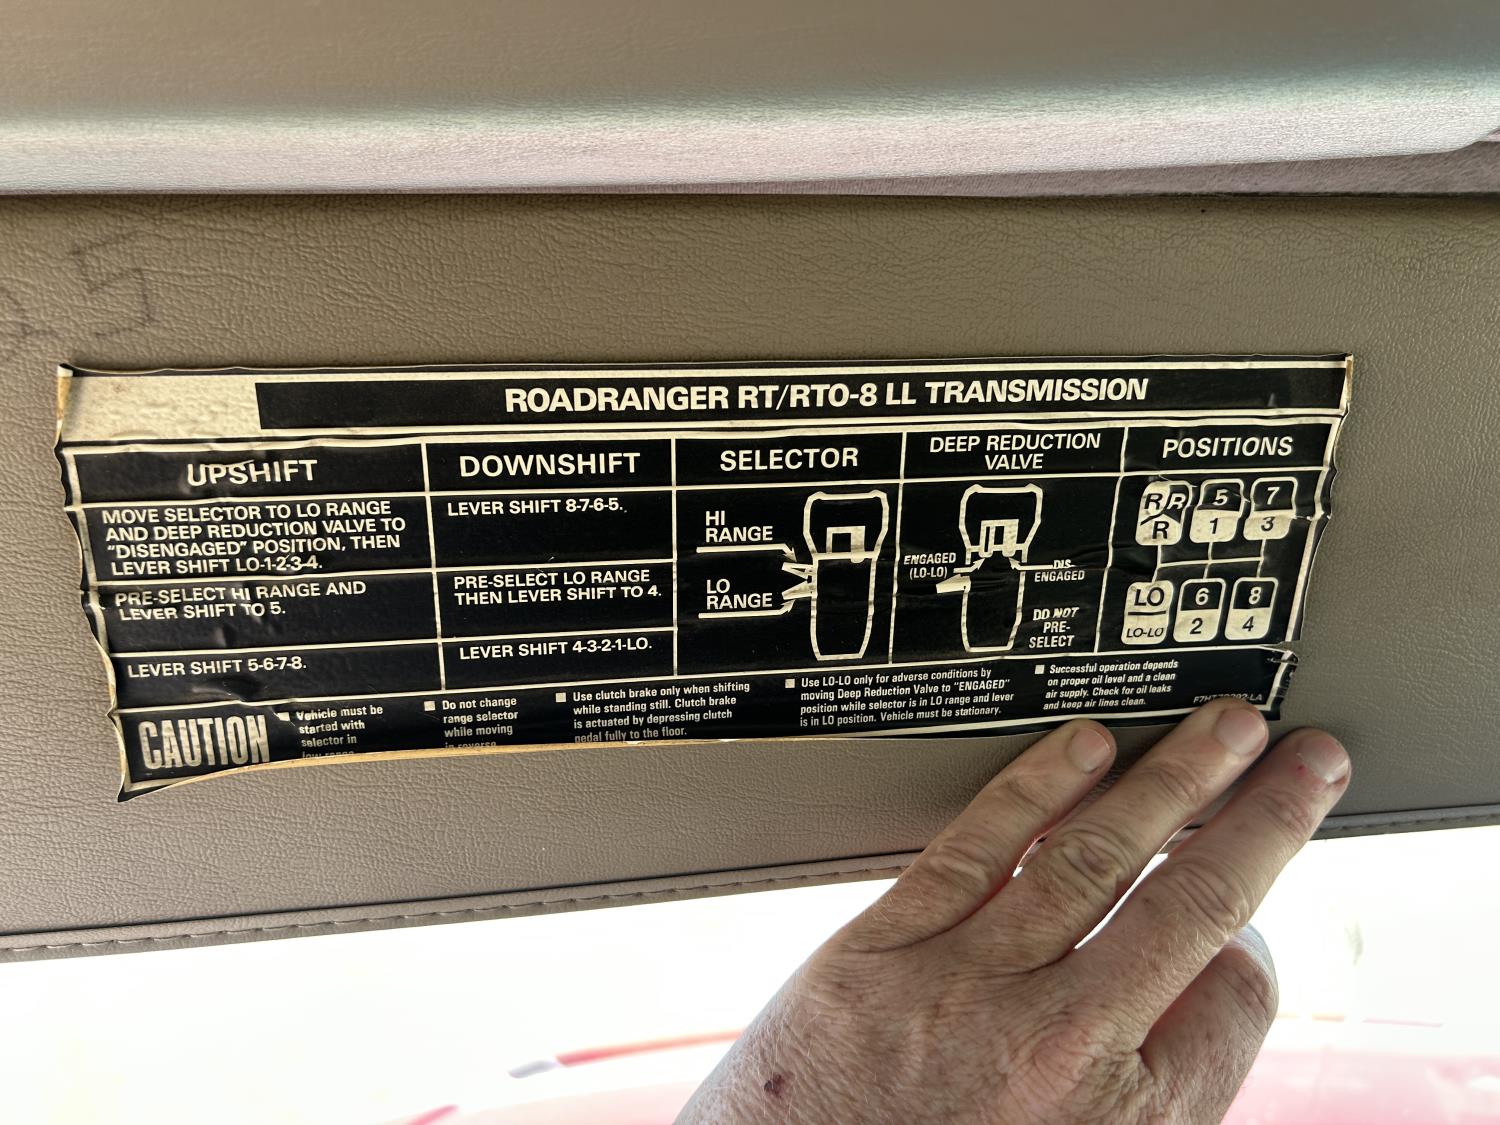 25
ROADRANGER RT/RTO-8 LL TRANSMISSION
UPSHIFT
MOVE SELECTOR TO LO RANGE
AND DEEP REDUCTION VALVE TO
"DISENGAGED" POSITION, THEN
LEVER SHIFT LO-1-2-3-4.
PRE-SELECT HI RANGE AND
LEVER SHIFT TO 5.
LEVER SHIFT 5-6-7-8.
DOWNSHIFT
LEVER SHIFT 8-7-6-5.
PRE-SELECT LO RANGE
THEN LEVER SHIFT TO 4.
LEVER SHIFT 4-3-2-1-LO.
SELECTOR
HI
RANGE
LO
RANGE
DEEP REDUCTION
VALVE
ENGAGED
(LO-LO)
DIS-
ENGAGED
DO NOT
PRE-
SELECT
POSITIONS
R R 5 7
R 1 3
LO 6 8
LO-LO 2 4
CAUTION
Vehicle must be
started with
selector in
low range.
Do not change
range selector
while moving
in reverse.
Use clutch brake only when shifting
while standing still. Clutch brake
is actuated by depressing clutch
pedal fully to the floor.
Use LO-LO only for adverse conditions by
moving Deep Reduction Valve to "ENGAGED"
position while selector is in LO range and lever
is in LO position. Vehicle must be stationary.
Successful operation depends
on proper oil level and a clean
air supply. Check for oil leaks
and keep air lines clean.